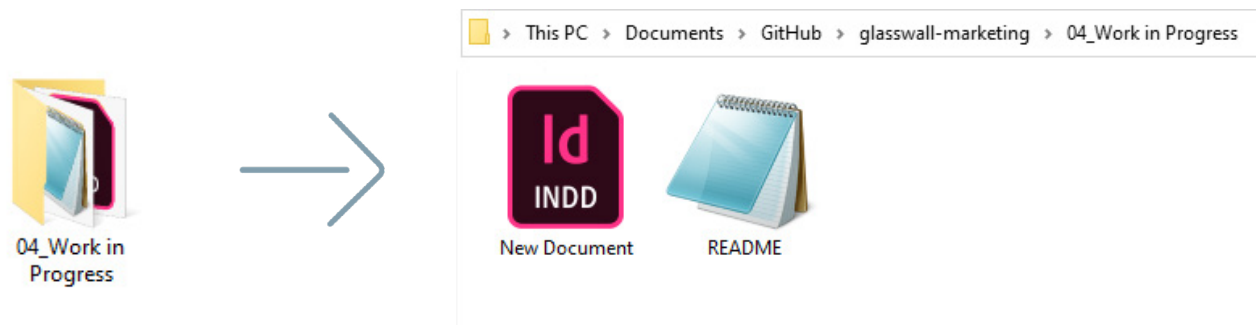 This PC > Documents > GitHub > glasswall-marketing > 04_Work in Progress
04_Work in
Progress
Id
INDD
New Document
README